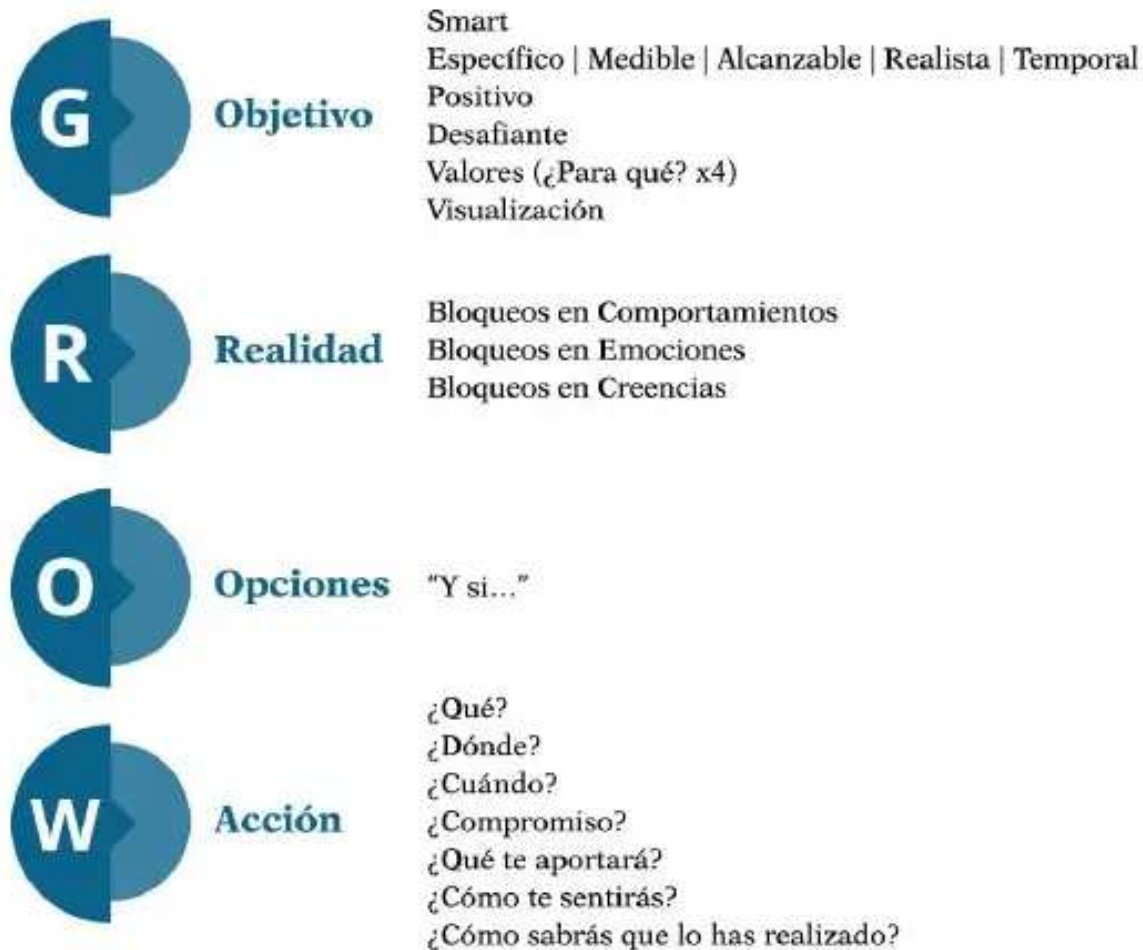 G
Objetivo
Smart
Específico | Medible | Alcanzable | Realista | Temporal
Positivo
Desafiante
Valores (¿Para qué? x4)
Visualización
R
Realidad
Bloqueos en Comportamientos
Bloqueos en Emociones
Bloqueos en Creencias
O
Opciones
"Y si..."
W
Acción
¿Qué?
¿Dónde?
¿Cuándo?
¿Compromiso?
¿Qué te aportará?
¿Cómo te sentirás?
¿Cómo sabrás que lo has realizado?